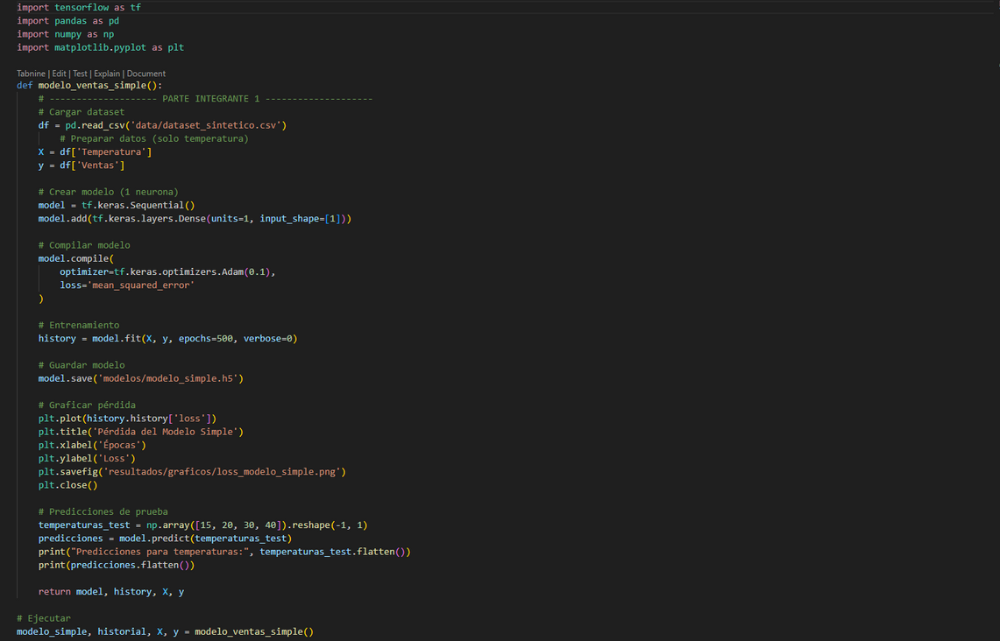 import tensorflow as tf
import pandas as pd
import numpy as np
import matplotlib.pyplot as plt

Tabnine | Edit | Test | Explain | Document
def modelo_ventas_simple():
    # -------------------- PARTE INTEGRANTE 1 --------------------
    # Cargar dataset
    df = pd.read_csv('data/dataset_sintetico.csv')
        # Preparar datos (solo temperatura)
    X = df['Temperatura']
    y = df['Ventas']

    # Crear modelo (1 neurona)
    model = tf.keras.Sequential()
    model.add(tf.keras.layers.Dense(units=1, input_shape=[1]))

    # Compilar modelo
    model.compile(
        optimizer=tf.keras.optimizers.Adam(0.1),
        loss='mean_squared_error'
    )

    # Entrenamiento
    history = model.fit(X, y, epochs=500, verbose=0)

    # Guardar modelo
    model.save('modelos/modelo_simple.h5')

    # Graficar pérdida
    plt.plot(history.history['loss'])
    plt.title('Pérdida del Modelo Simple')
    plt.xlabel('Épocas')
    plt.ylabel('Loss')
    plt.savefig('resultados/graficos/loss_modelo_simple.png')
    plt.close()

    # Predicciones de prueba
    temperaturas_test = np.array([15, 20, 30, 40]).reshape(-1, 1)
    predicciones = model.predict(temperaturas_test)
    print("Predicciones para temperaturas:", temperaturas_test.flatten())
    print(predicciones.flatten())

    return model, history, X, y

# Ejecutar
modelo_simple, historial, X, y = modelo_ventas_simple()